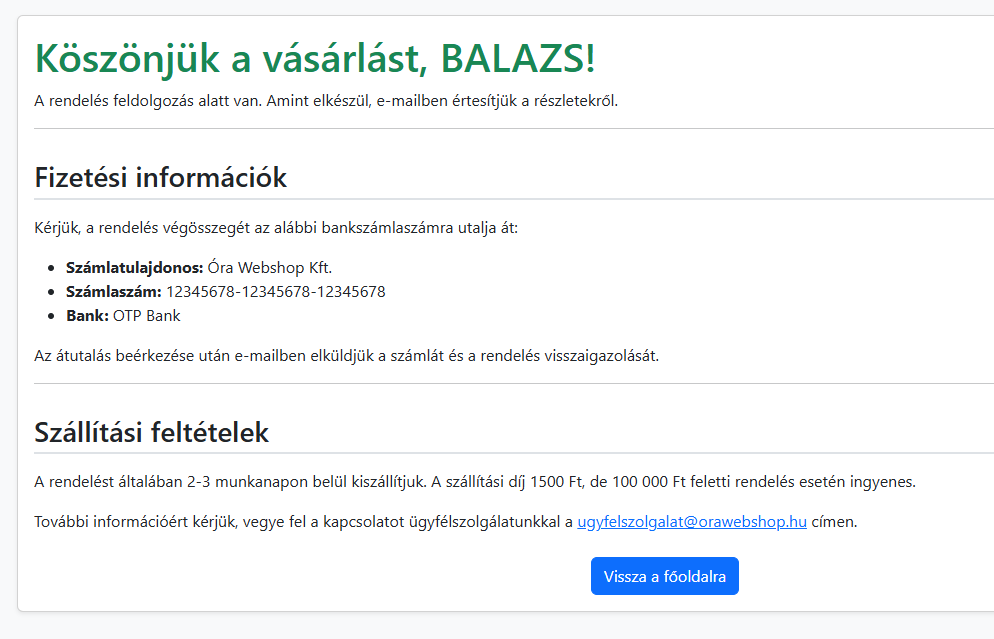 Köszönjük a vásárlást, BALAZS!
A rendelés feldolgozás alatt van. Amint elkészül, e-mailben értesítjük a részletekről.
Fizetési információk
Kérjük, a rendelés végösszegét az alábbi bankszámlaszámra utalja át:
• Számlatulajdonos: Óra Webshop Kft.
• Számlaszám: 12345678-12345678-12345678
• Bank: OTP Bank
Az átutalás beérkezése után e-mailben elküldjük a számlát és a rendelés visszaigazolását.
Szállítási feltételek
A rendelést általában 2-3 munkanapon belül kiszállítjuk. A szállítási díj 1500 Ft, de 100 000 Ft feletti rendelés esetén ingyenes.
További információért kérjük, vegye fel a kapcsolatot ügyfélszolgálatunkkal a ugyfelszolgalat@orawebshop.hu címen.
Vissza a főoldalra